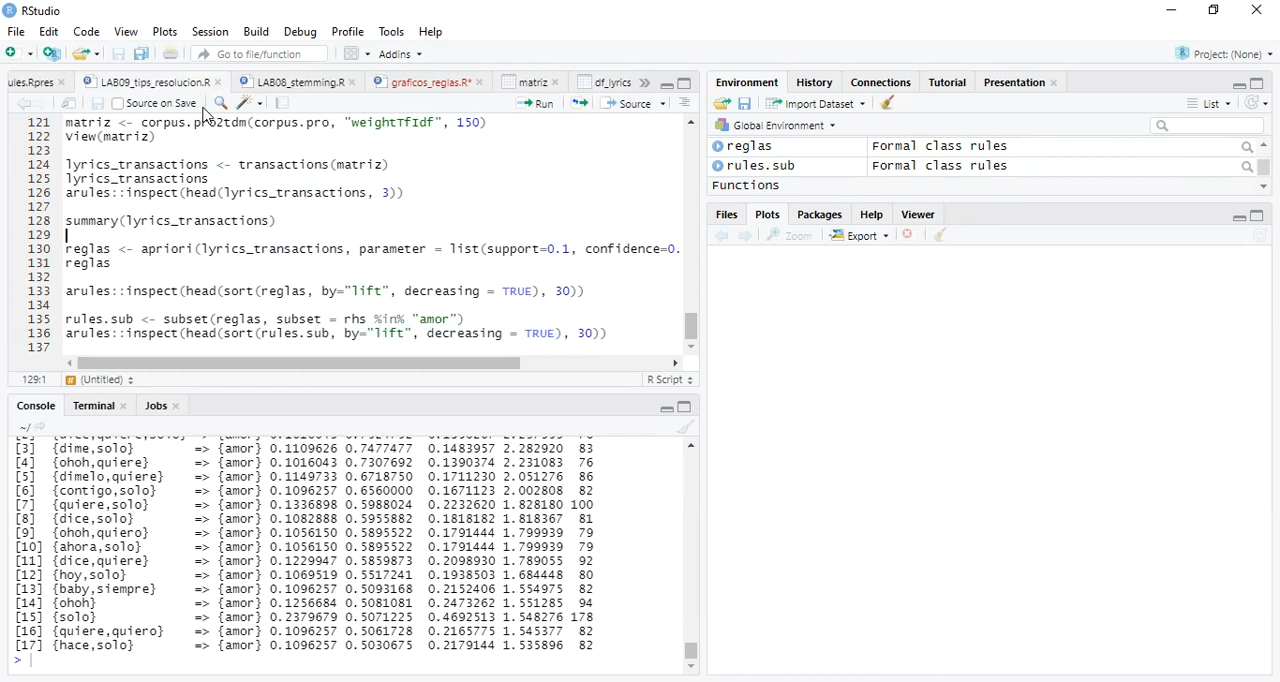 RStudio
File Edit Code View Plots Session Build Debug Profile Tools Help
Go to file/function Addins Project: (None)
ules.Rpres LAB09_tips_resolucion.R LAB08_stemming.R graficos_reglas.R* matriz df_lyrics
Source on Save Run Source
121 matriz <- corpus.pro2tdm(corpus.pro, "weightTfIdf", 150)
122 View(matriz)
123
124 lyrics_transactions <- transactions(matriz)
125 lyrics_transactions
126 arules::inspect(head(lyrics_transactions, 3))
127
128 summary(lyrics_transactions)
129
130 reglas <- apriori(lyrics_transactions, parameter = list(support=0.1, confidence=0.
131 reglas
132
133 arules::inspect(head(sort(reglas, by="lift", decreasing = TRUE), 30))
134
135 rules.sub <- subset(reglas, subset = rhs %in% "amor")
136 arules::inspect(head(sort(rules.sub, by="lift", decreasing = TRUE), 30))
137
129:1 (Untitled) R Script
Console Terminal Jobs
~/
[3] {dime,solo} => {amor} 0.1109626 0.7477477 0.1483957 2.282920 83
[4] {ohoh,quiere} => {amor} 0.1016043 0.7307692 0.1390374 2.231083 76
[5] {dimelo,quiere} => {amor} 0.1149733 0.6718750 0.1711230 2.051276 86
[6] {contigo,solo} => {amor} 0.1096257 0.6560000 0.1671123 2.002808 82
[7] {quiere,solo} => {amor} 0.1336898 0.5988024 0.2232620 1.828180 100
[8] {dice,solo} => {amor} 0.1082888 0.5955882 0.1818182 1.818367 81
[9] {ohoh,quiero} => {amor} 0.1056150 0.5895522 0.1791444 1.799939 79
[10] {ahora,solo} => {amor} 0.1056150 0.5895522 0.1791444 1.799939 79
[11] {dice,quiere} => {amor} 0.1229947 0.5859873 0.2098930 1.789055 92
[12] {hoy,solo} => {amor} 0.1069519 0.5517241 0.1938503 1.684448 80
[13] {baby,siempre} => {amor} 0.1096257 0.5093168 0.2152406 1.554975 82
[14] {ohoh} => {amor} 0.1256684 0.5081081 0.2473262 1.551285 94
[15] {solo} => {amor} 0.2379679 0.5071225 0.4692513 1.548276 178
[16] {quiere,quiero} => {amor} 0.1096257 0.5061728 0.2165775 1.545377 82
[17] {hace,solo} => {amor} 0.1096257 0.5030675 0.2179144 1.535896 82
>
Environment History Connections Tutorial Presentation
Import Dataset List
Global Environment
reglas Formal class rules
rules.sub Formal class rules
Functions
Files Plots Packages Help Viewer
Zoom Export